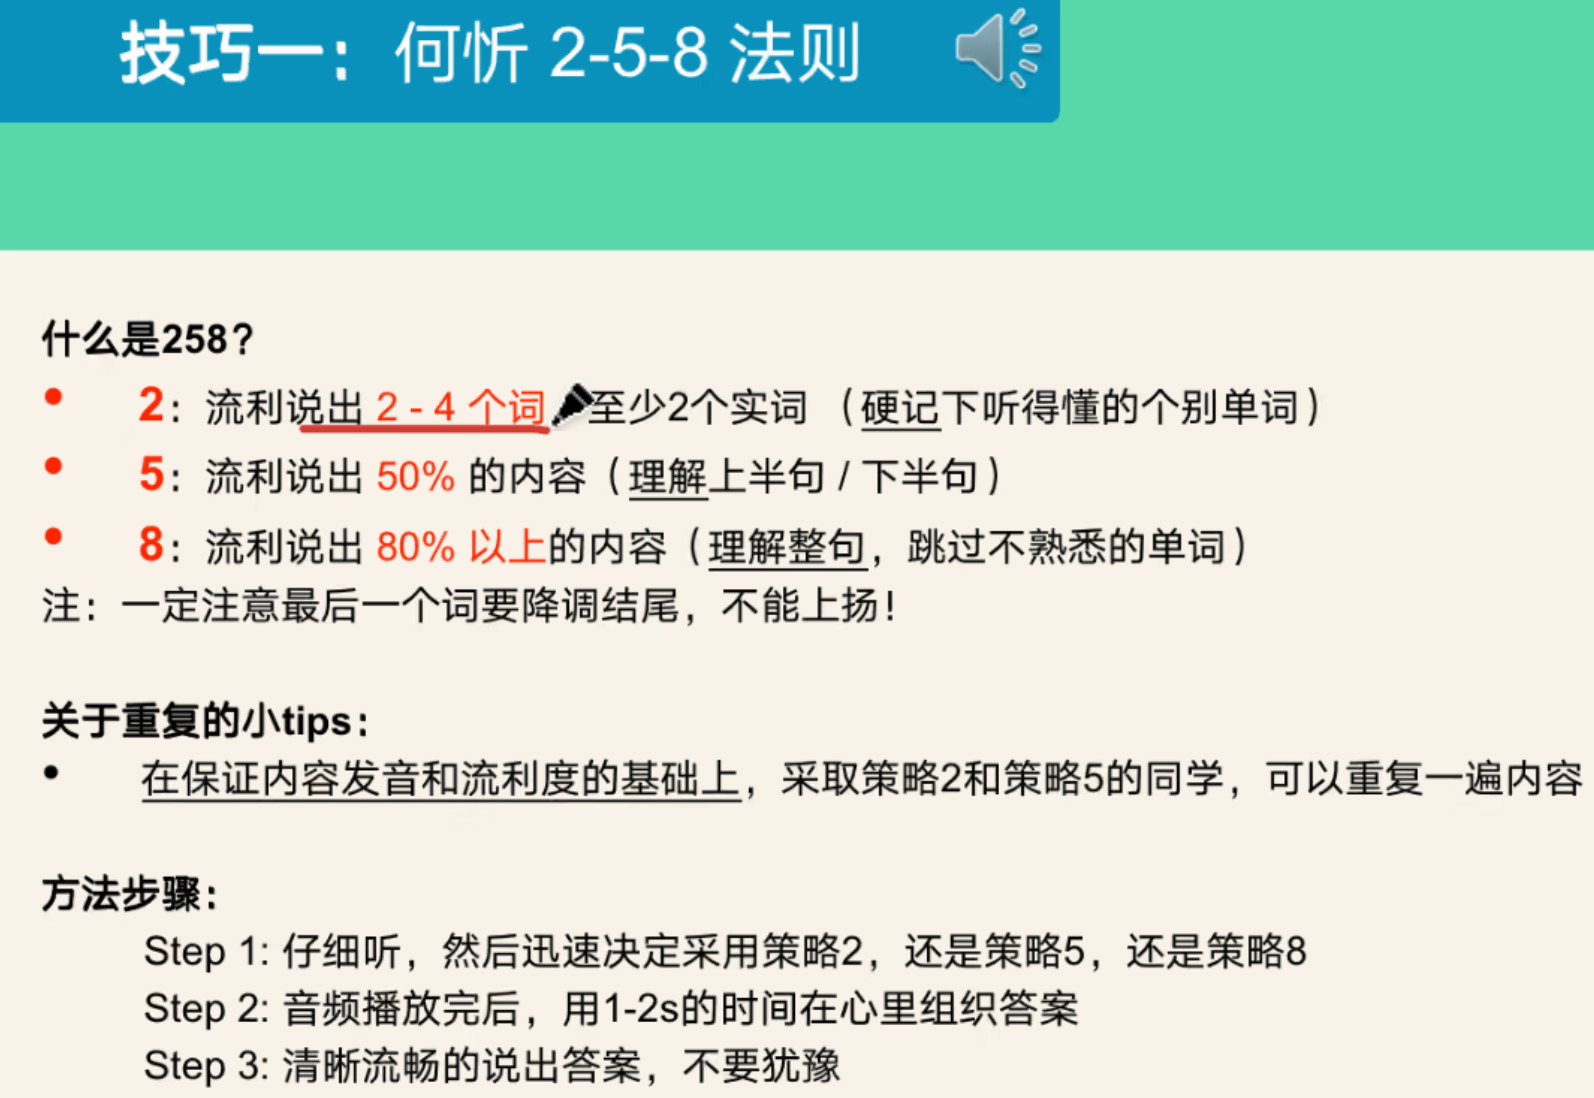 技巧一：何忻 2-5-8 法则
什么是258？
• 2：流利说出 2 - 4 个词 至少2个实词（硬记下听得懂的个别单词）
• 5：流利说出 50% 的内容（理解上半句 / 下半句）
• 8：流利说出 80% 以上的内容（理解整句，跳过不熟悉的单词）
注：一定注意最后一个词要降调结尾，不能上扬！
关于重复的小tips：
• 在保证内容发音和流利度的基础上，采取策略2和策略5的同学，可以重复一遍内容
方法步骤：
Step 1: 仔细听，然后迅速决定采用策略2，还是策略5，还是策略8
Step 2: 音频播放完后，用1-2s的时间在心里组织答案
Step 3: 清晰流畅的说出答案，不要犹豫